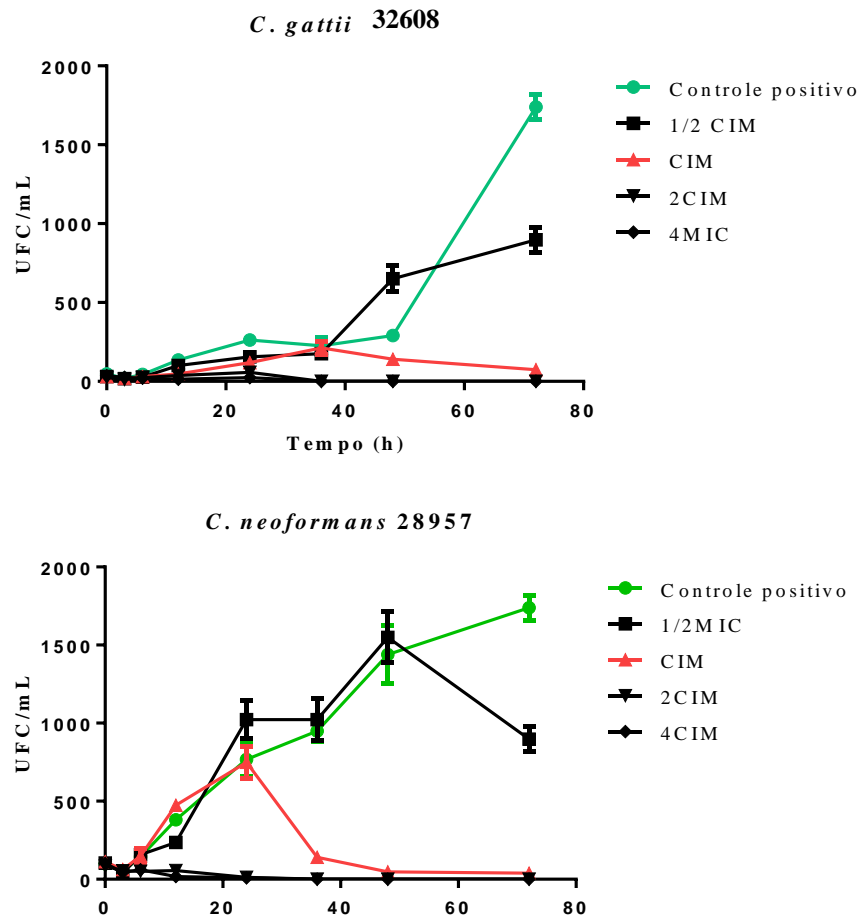 C. gattii 32608
2000
1500
1000
500
0
UFC/mL
0 20 40 60 80
Tempo (h)
Controle positivo
1/2 CIM
CIM
2CIM
4MIC
C. neoformans 28957
2000
1500
1000
500
0
UFC/mL
0 20 40 60 80
Controle positivo
1/2MIC
CIM
2CIM
4CIM